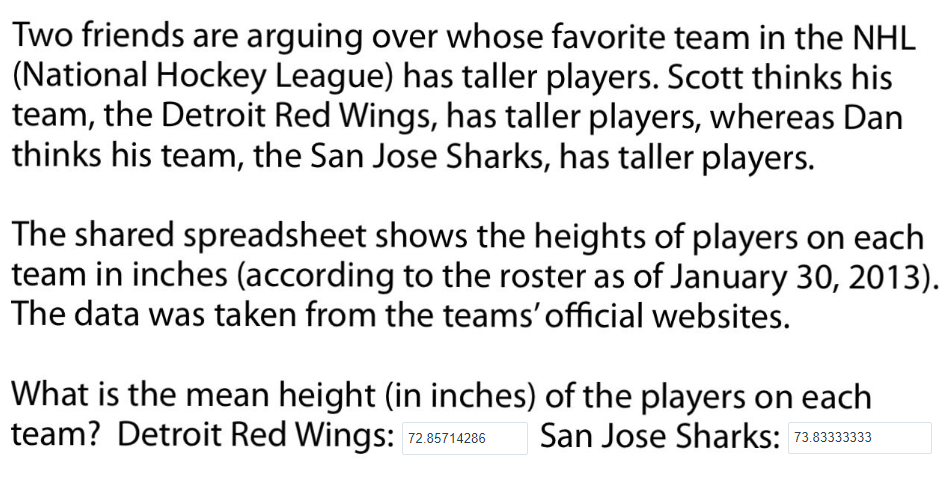 Two friends are arguing over whose favorite team in the NHL
(National Hockey League) has taller players. Scott thinks his
team, the Detroit Red Wings, has taller players, whereas Dan
thinks his team, the San Jose Sharks, has taller players.
The shared spreadsheet shows the heights of players on each
team in inches (according to the roster as of January 30, 2013).
The data was taken from the teams' official websites.
What is the mean height (in inches) of the players on each
team? Detroit Red Wings: 72.85714286 San Jose Sharks: 73.83333333